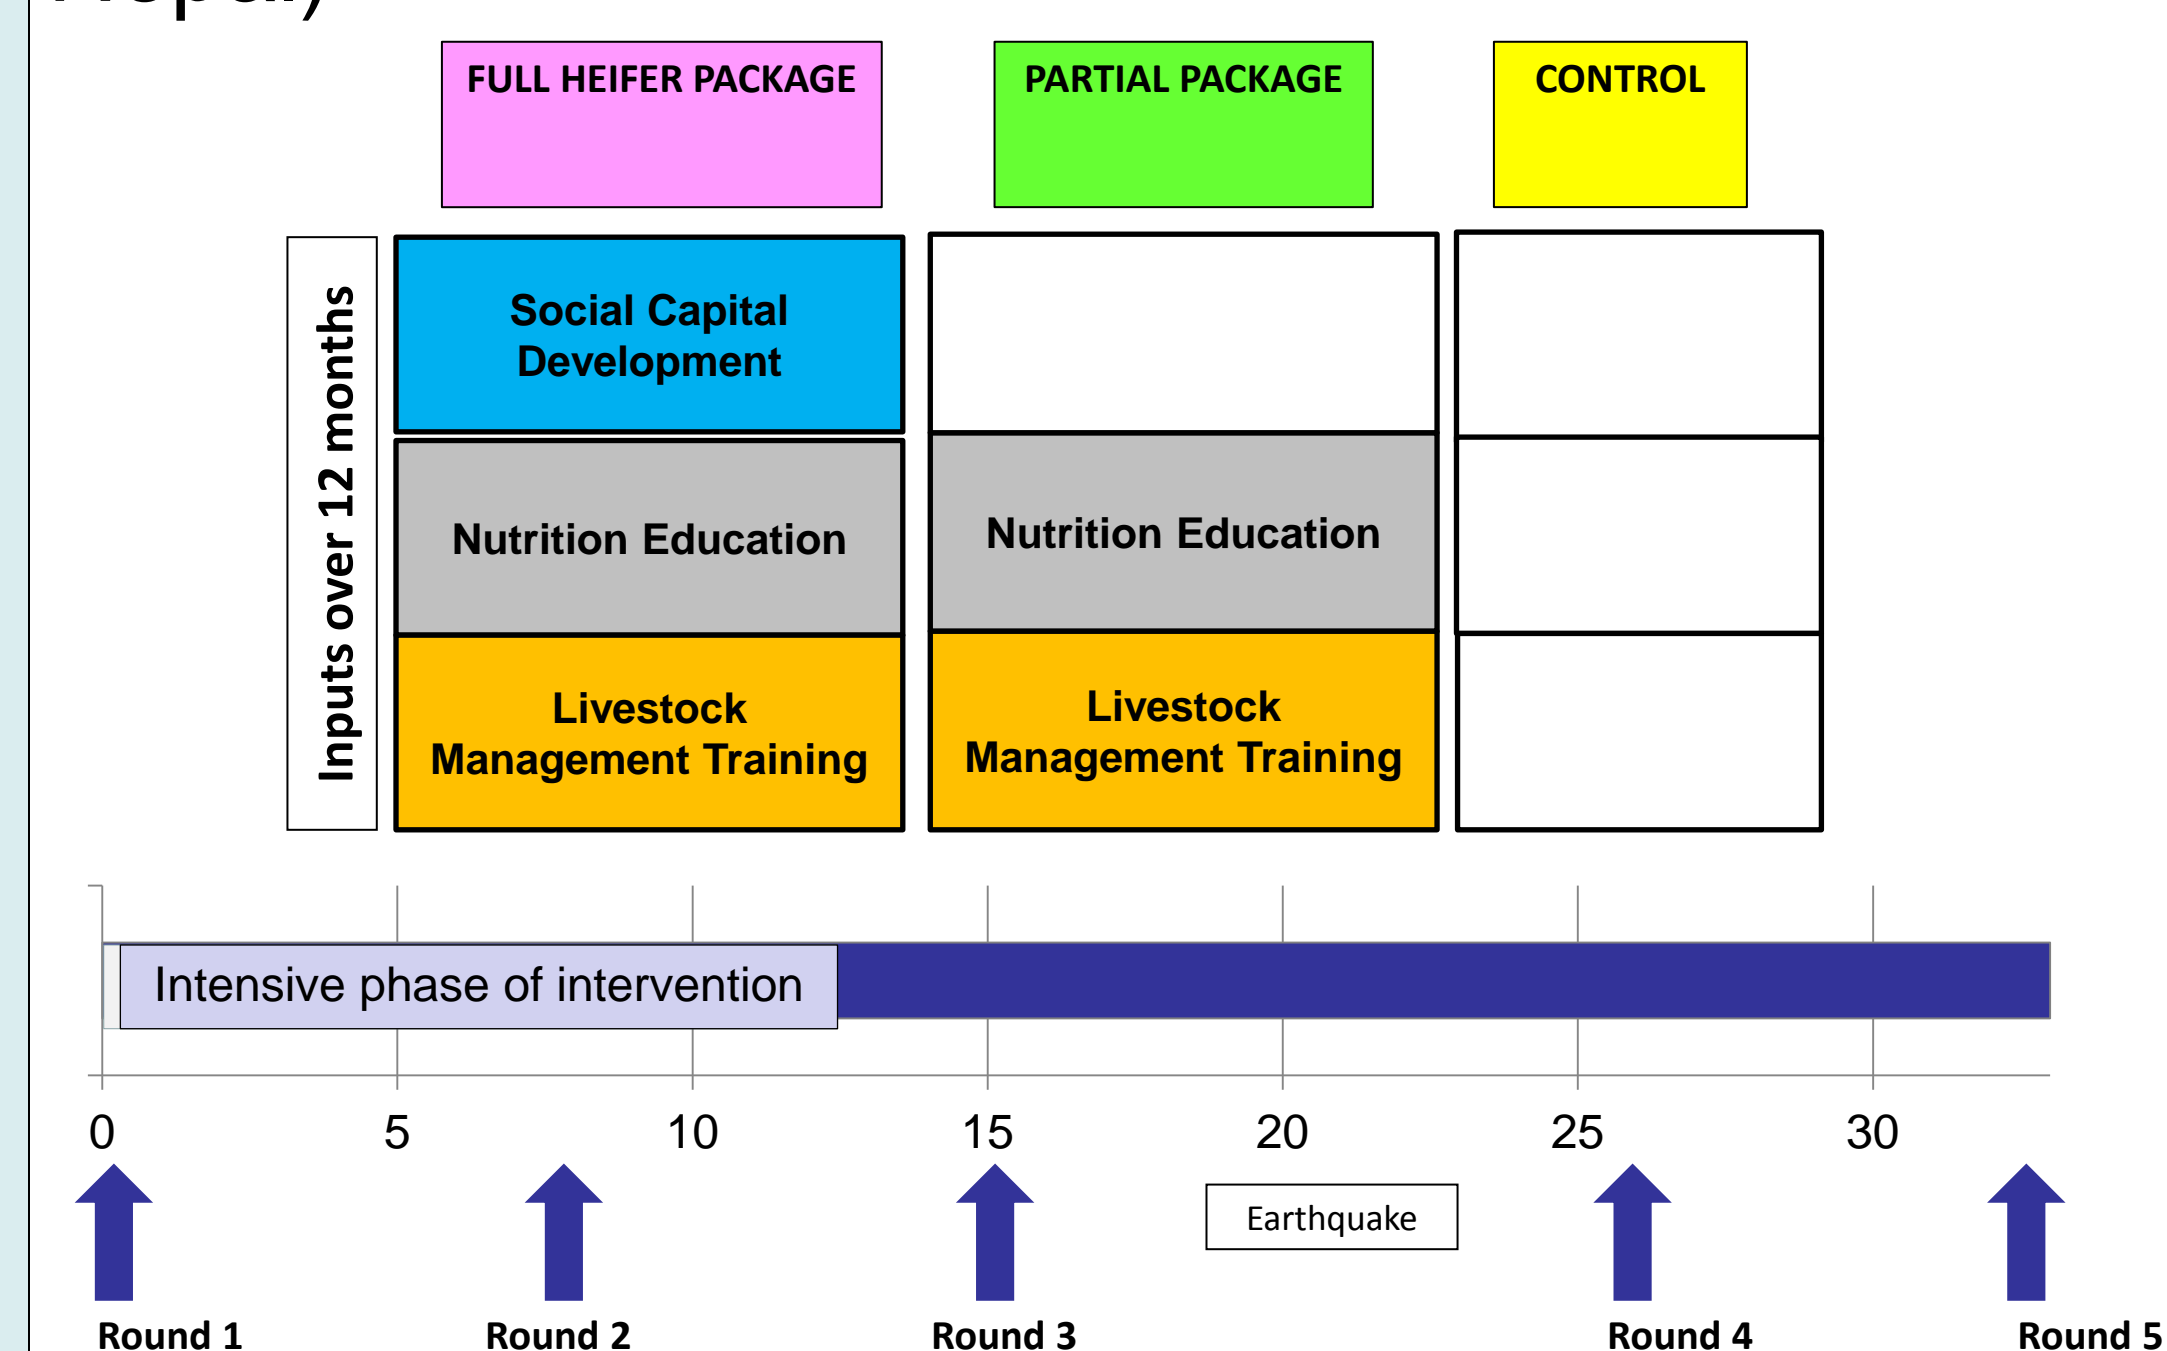 FULL HEIFER PACKAGE
PARTIAL PACKAGE
CONTROL
Inputs over 12 months
Social Capital
Development
Nutrition Education
Nutrition Education
Livestock
Management Training
Livestock
Management Training
Intensive phase of intervention
0 5 10 15 20 25 30
Earthquake
Round 1 Round 2 Round 3 Round 4 Round 5